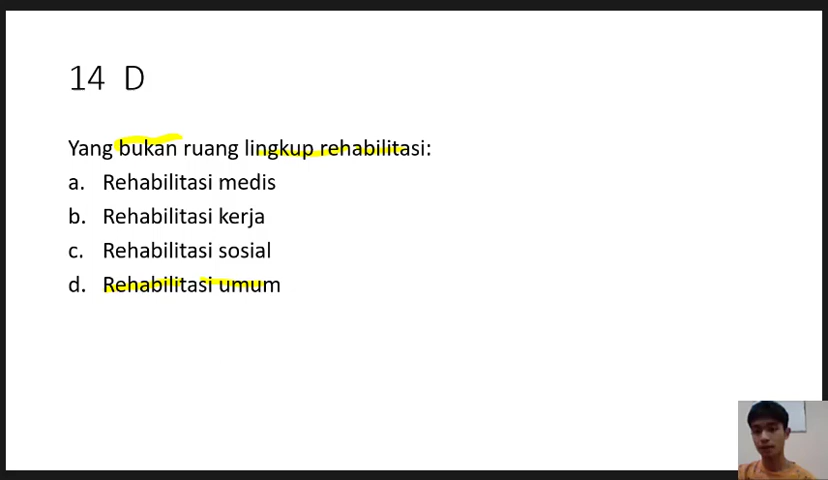 14 D
Yang bukan ruang lingkup rehabilitasi:
a. Rehabilitasi medis
b. Rehabilitasi kerja
c. Rehabilitasi sosial
d. Rehabilitasi umum